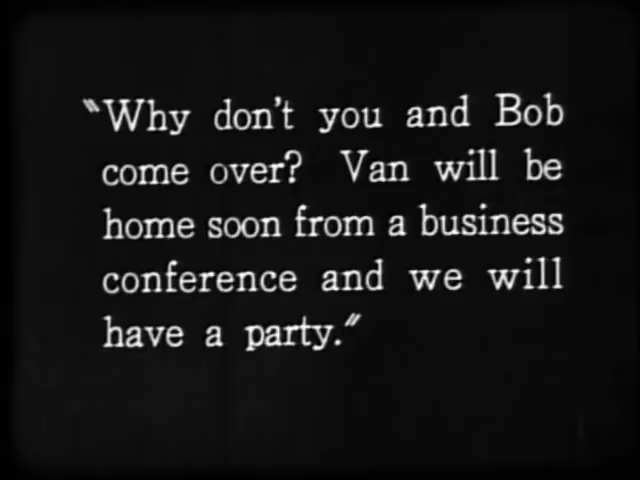 "Why don't you and Bob
come over? Van will be
home soon from a business
conference and we will
have a party."